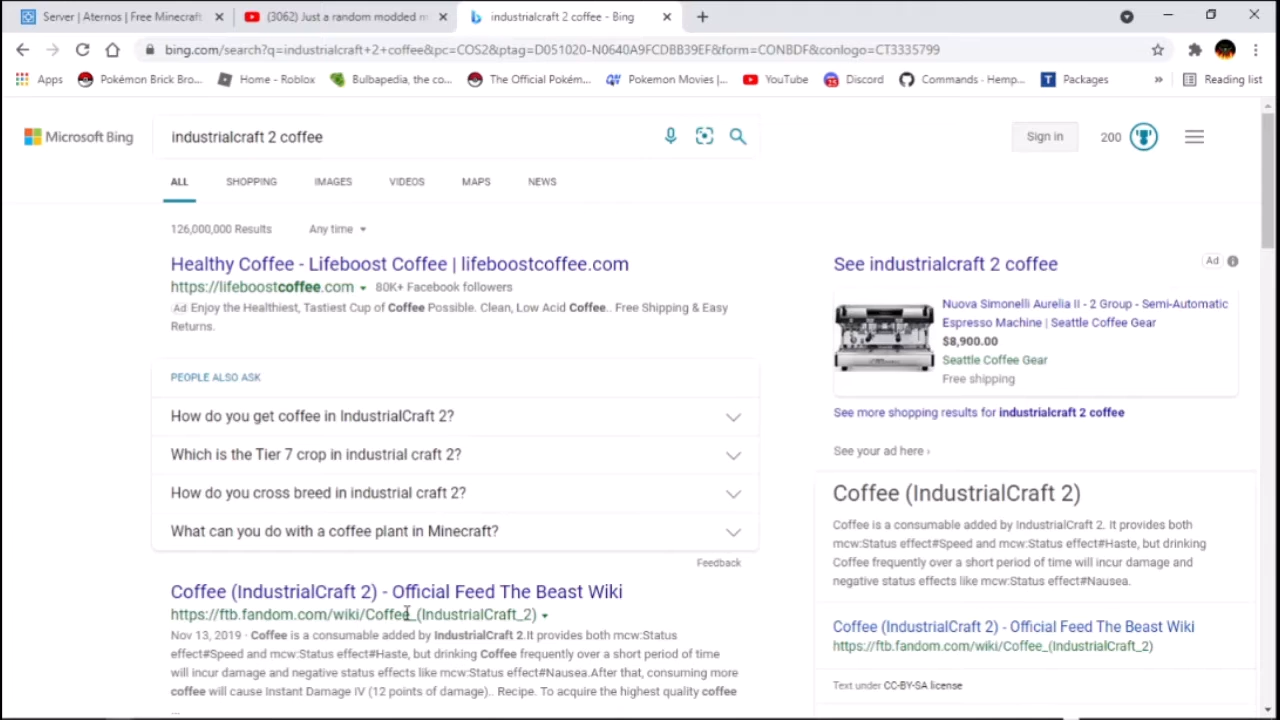 Server | Aternos | Free Minecraft
(3062) Just a random modded m
industrialcraft 2 coffee - Bing
bing.com/search?q=industrialcraft+2+coffee&pc=COS2&ptag=D051020-N0640A9FCDBB39EF&form=CONBDF&conlogo=CT3335799
Apps
Pokémon Brick Bro...
Home - Roblox
Bulbapedia, the co...
The Official Pokém...
Pokemon Movies |...
YouTube
Discord
Commands - Hemp...
Packages
»
Reading list
Microsoft Bing
industrialcraft 2 coffee
Sign in
200
ALL
SHOPPING
IMAGES
VIDEOS
MAPS
NEWS
126,000,000 Results
Any time
Healthy Coffee - Lifeboost Coffee | lifeboostcoffee.com
https://lifeboostcoffee.com
80K+ Facebook followers
Ad Enjoy the Healthiest, Tastiest Cup of Coffee Possible. Clean, Low Acid Coffee.. Free Shipping & Easy
Returns.
PEOPLE ALSO ASK
How do you get coffee in IndustrialCraft 2?
Which is the Tier 7 crop in industrial craft 2?
How do you cross breed in industrial craft 2?
What can you do with a coffee plant in Minecraft?
Feedback
Coffee (IndustrialCraft 2) - Official Feed The Beast Wiki
https://ftb.fandom.com/wiki/Coffee_(IndustrialCraft_2)
Nov 13, 2019 · Coffee is a consumable added by IndustrialCraft 2.It provides both mcw:Status
effect#Speed and mcw:Status effect#Haste, but drinking Coffee frequently over a short period of time
will incur damage and negative status effects like mcw:Status effect#Nausea.After that, consuming more
coffee will cause Instant Damage IV (12 points of damage).. Recipe. To acquire the highest quality coffee
...
See industrialcraft 2 coffee
Ad
Nuova Simonelli Aurelia II - 2 Group - Semi-Automatic
Espresso Machine | Seattle Coffee Gear
$8,900.00
Seattle Coffee Gear
Free shipping
See more shopping results for industrialcraft 2 coffee
See your ad here ›
Coffee (IndustrialCraft 2)
Coffee is a consumable added by IndustrialCraft 2. It provides both
mcw:Status effect#Speed and mcw:Status effect#Haste, but drinking
Coffee frequently over a short period of time will incur damage and
negative status effects like mcw:Status effect#Nausea.
Coffee (IndustrialCraft 2) - Official Feed The Beast Wiki
https://ftb.fandom.com/wiki/Coffee_(IndustrialCraft_2)
Text under CC-BY-SA license